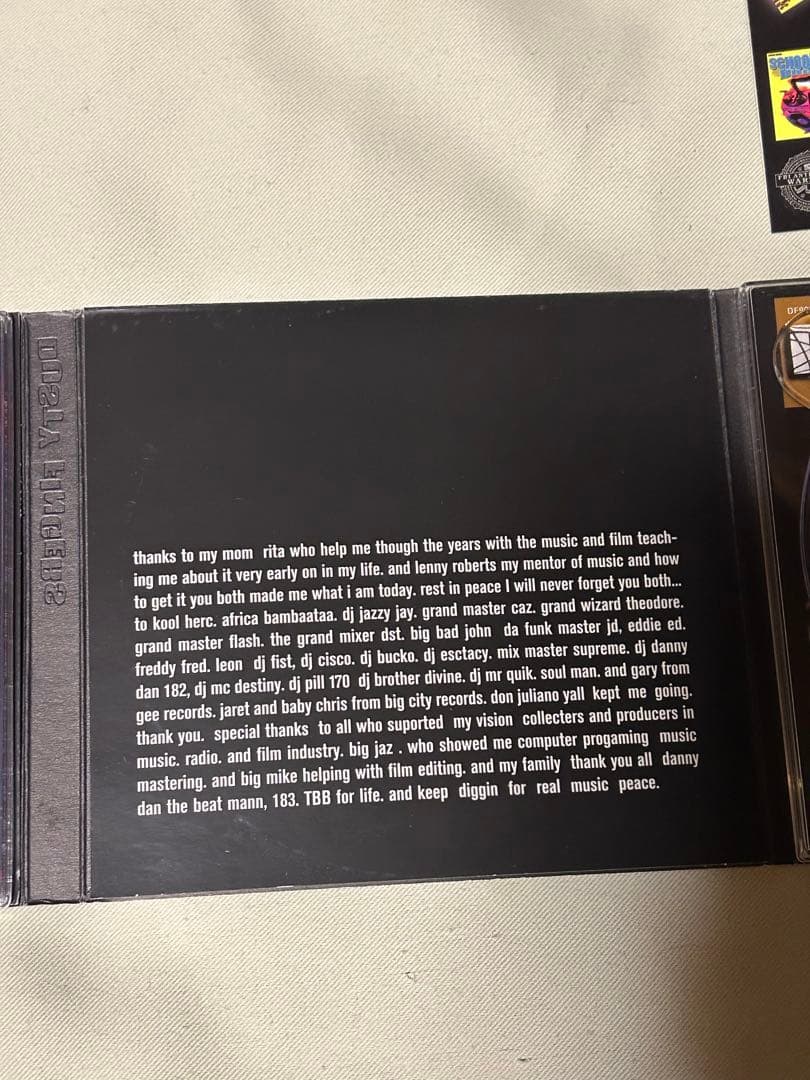 SCHOO
DUSTY FINGERS
thanks to my mom rita who help me though the years with the music and film teach-
ing me about it very early on in my life. and lenny roberts my mentor of music and how
to get it you both made me what i am today. rest in peace I will never forget you both...
to kool herc. africa bambaataa. dj jazzy jay. grand master caz. grand wizard theodore.
grand master flash. the grand mixer dst. big bad john da funk master jd, eddie ed.
freddy fred. leon dj fist, dj cisco. dj bucko. dj esctacy. mix master supreme. dj danny
dan 182, dj mc destiny. dj pill 170 dj brother divine. dj mr quik. soul man. and gary from
gee records. jaret and baby chris from big city records. don juliano yall kept me going.
thank you. special thanks to all who suported my vision collecters and producers in
music. radio. and film industry. big jaz . who showed me computer progaming music
mastering. and big mike helping with film editing. and my family thank you all danny
dan the beat mann, 183. TBB for life. and keep diggin for real music peace.